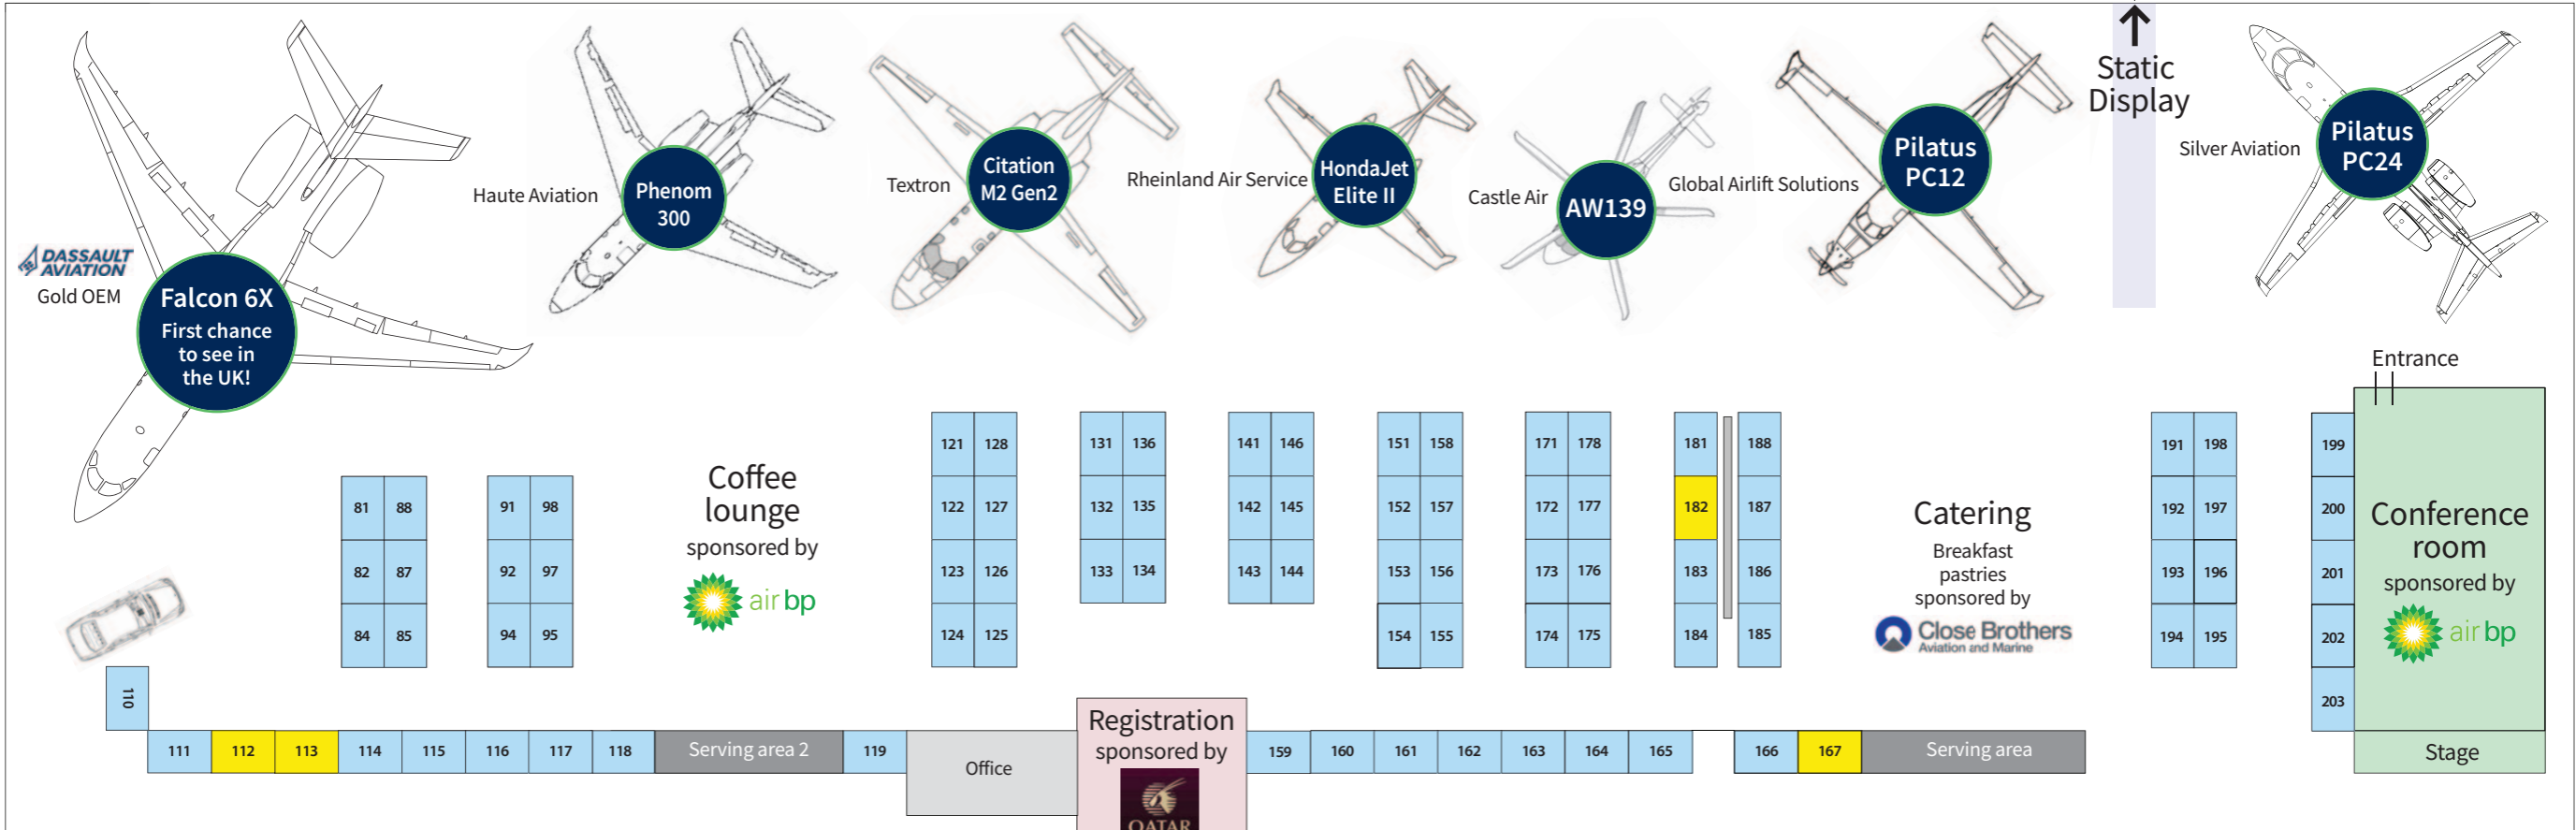 Static
Display
DASSAULT
AVIATION
Gold OEM
Falcon 6X
First chance
to see in
the UK!
Haute Aviation
Phenom
300
Textron
Citation
M2 Gen2
Rheinland Air Service
HondaJet
Elite II
Castle Air
AW139
Global Airlift Solutions
Pilatus
PC12
Silver Aviation
Pilatus
PC24
Entrance
81 88
82 87
84 85
91 98
92 97
94 95
Coffee
lounge
sponsored by
air bp
121 128
122 127
123 126
124 125
131 136
132 135
133 134
141 146
142 145
143 144
151 158
152 157
153 156
154 155
171 178
172 177
173 176
174 175
181 188
182 187
183 186
184 185
Catering
Breakfast
pastries
sponsored by
Close Brothers
Aviation and Marine
191 198
192 197
193 196
194 195
199
200
201
202
203
Conference
room
sponsored by
air bp
Stage
110
111 112 113 114 115 116 117 118 Serving area 2 119
Office
Registration
sponsored by
QATAR
159 160 161 162 163 164 165 166 167 Serving area